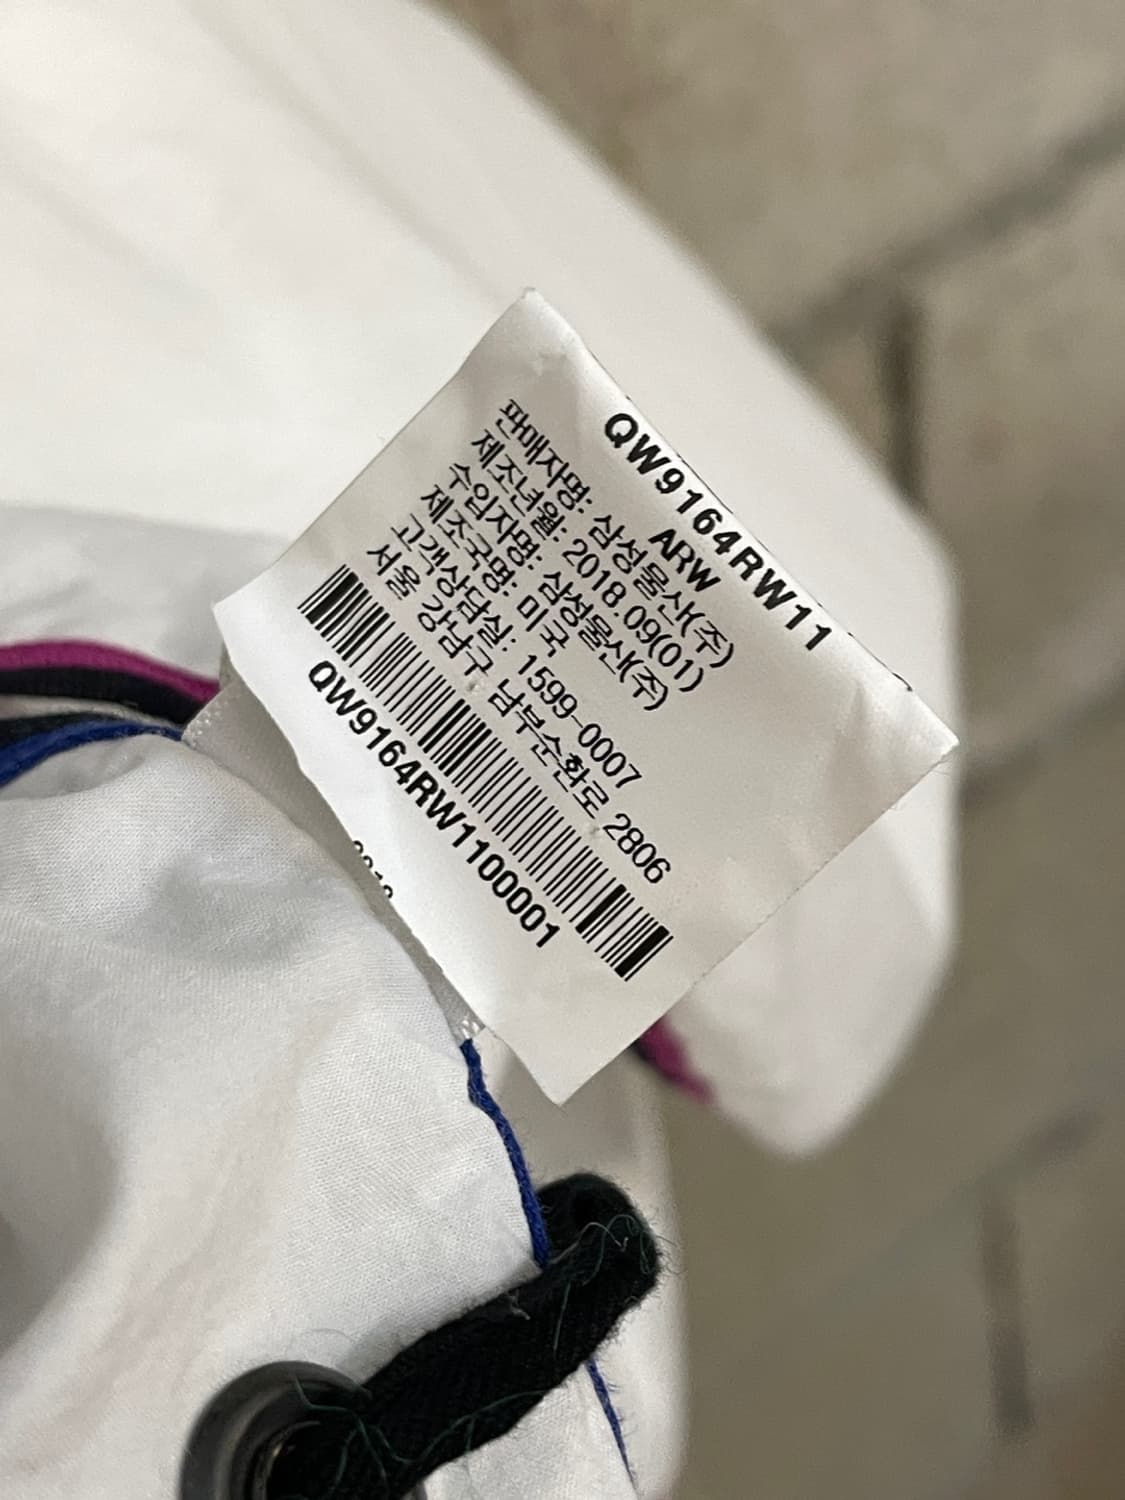 QW9164RW11
ARW
판매자명: 삼성물산(주)
제조년월: 2018.09(01)
수입자명: 삼성물산(주)
제조국명: 미국
고객상담실: 1599-0007
서울 강남구 남부순환로 2806
QW9164RW1100001